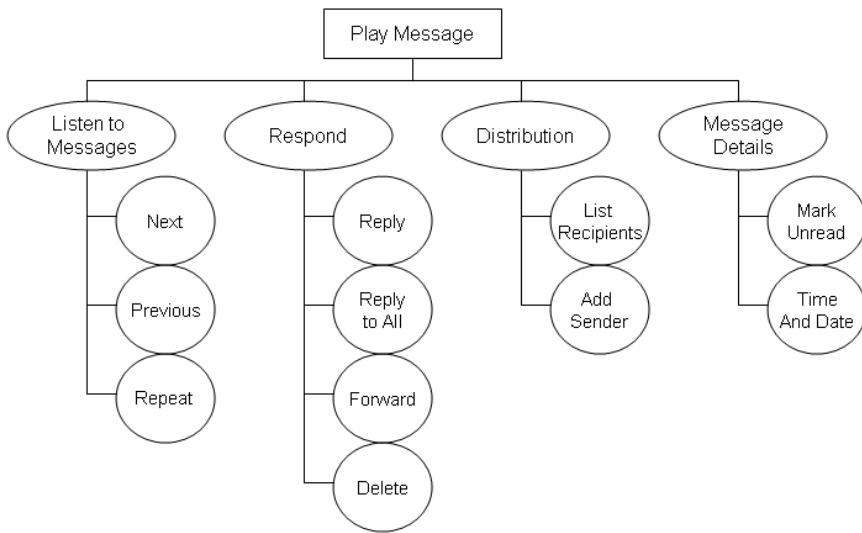 Play Message
Listen to
Messages
Respond
Distribution
Message
Details
Next
Previous
Repeat
Reply
Reply
to All
Forward
Delete
List
Recipients
Add
Sender
Mark
Unread
Time
And Date